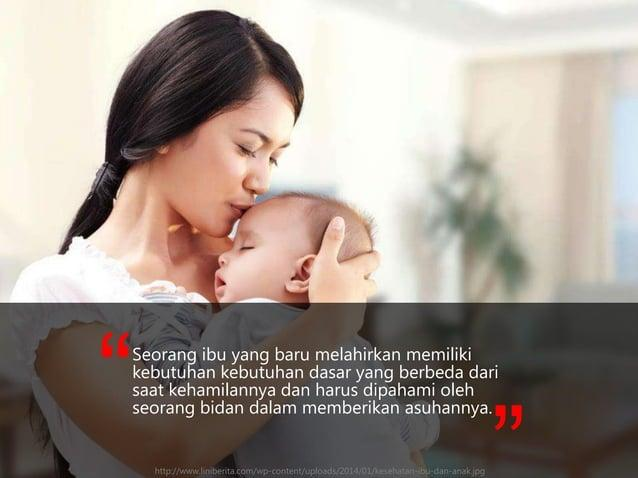 “Seorang ibu yang baru melahirkan memiliki
kebutuhan kebutuhan dasar yang berbeda dari
saat kehamilannya dan harus dipahami oleh
seorang bidan dalam memberikan asuhannya.”
http://www.liniberita.com/wp-content/uploads/2014/01/kesehatan-ibu-dan-anak.jpg